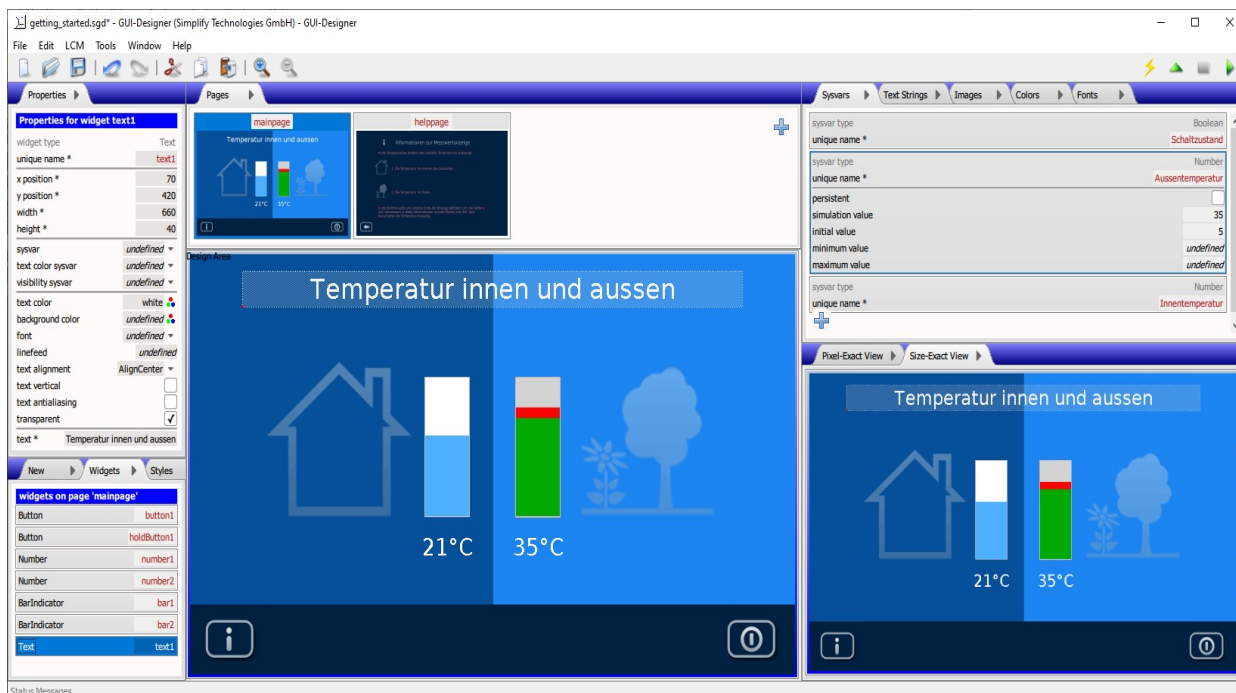 getting_started.sgd* - GUI-Designer (Simplify Technologies GmbH) - GUI-Designer
File Edit LCM Tools Window Help
Properties
Properties for widget text1
widget type Text
unique name * text1
x position * 70
y position * 420
width * 660
height * 40
sysvar undefined
text color sysvar undefined
visibility sysvar undefined
text color white
background color undefined
font undefined
linefeed undefined
text alignment AlignCenter
text vertical
text antialiasing
transparent
text * Temperatur innen und aussen
New Widgets Styles
widgets on page 'mainpage'
Button button1
Button holdButton1
Number number1
Number number2
BarIndicator bar1
BarIndicator bar2
Text text1
Status Messages
Pages
mainpage
Temperatur innen und aussen
21°C 35°C
helppage
Informationen zur Messwertanzeige
Design Area
Temperatur innen und aussen
21°C 35°C
Sysvars Text Strings Images Colors Fonts
sysvar type Boolean
unique name * Schaltzustand
sysvar type Number
unique name * Aussentemperatur
persistent
simulation value 35
initial value 5
minimum value undefined
maximum value undefined
sysvar type Number
unique name * Innentemperatur
Pixel-Exact View Size-Exact View
Temperatur innen und aussen
21°C 35°C